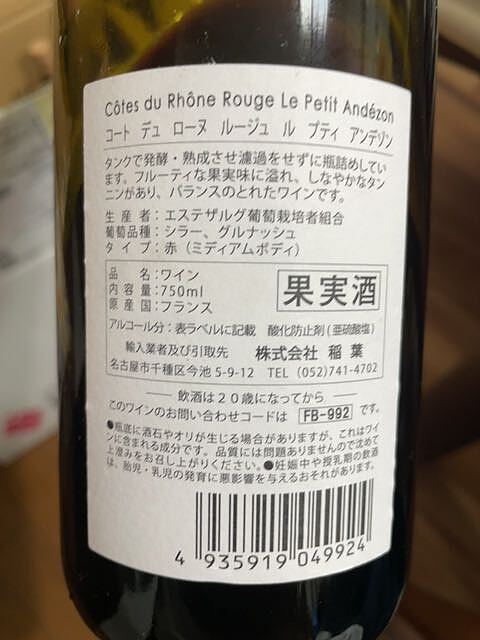 Côtes du Rhône Rouge Le Petit Andézon
コート デュ ローヌ ルージュ ル プティ アンデゾン
タンクで発酵・熟成させ濾過をせずに瓶詰めしてい
ます。フルーティな果実味に溢れ、しなやかなタン
ニンがあり、バランスのとれたワインです。
生産者：エステザルグ葡萄栽培者組合
葡萄品種：シラー、グルナッシュ
タイプ：赤（ミディアムボディ）
品名：ワイン
内容量：750ml
原産国：フランス
果実酒
アルコール分：表ラベルに記載 酸化防止剤(亜硫酸塩)
輸入業者及び引取先 株式会社 稲葉
名古屋市千種区今池5-9-12 TEL (052)741-4702
飲酒は20歳になってから
このワインのお問い合わせコードは FB-992 です。
●瓶底に酒石やオリが生じる場合がありますが、これはワイ
ンに含まれる成分です。品質には問題ありませんので沈めて
上澄みをお召し上がりください。●妊娠中や授乳期の飲酒
は、胎児・乳児の発育に悪影響を与えるおそれがあります。
4 935919 049924